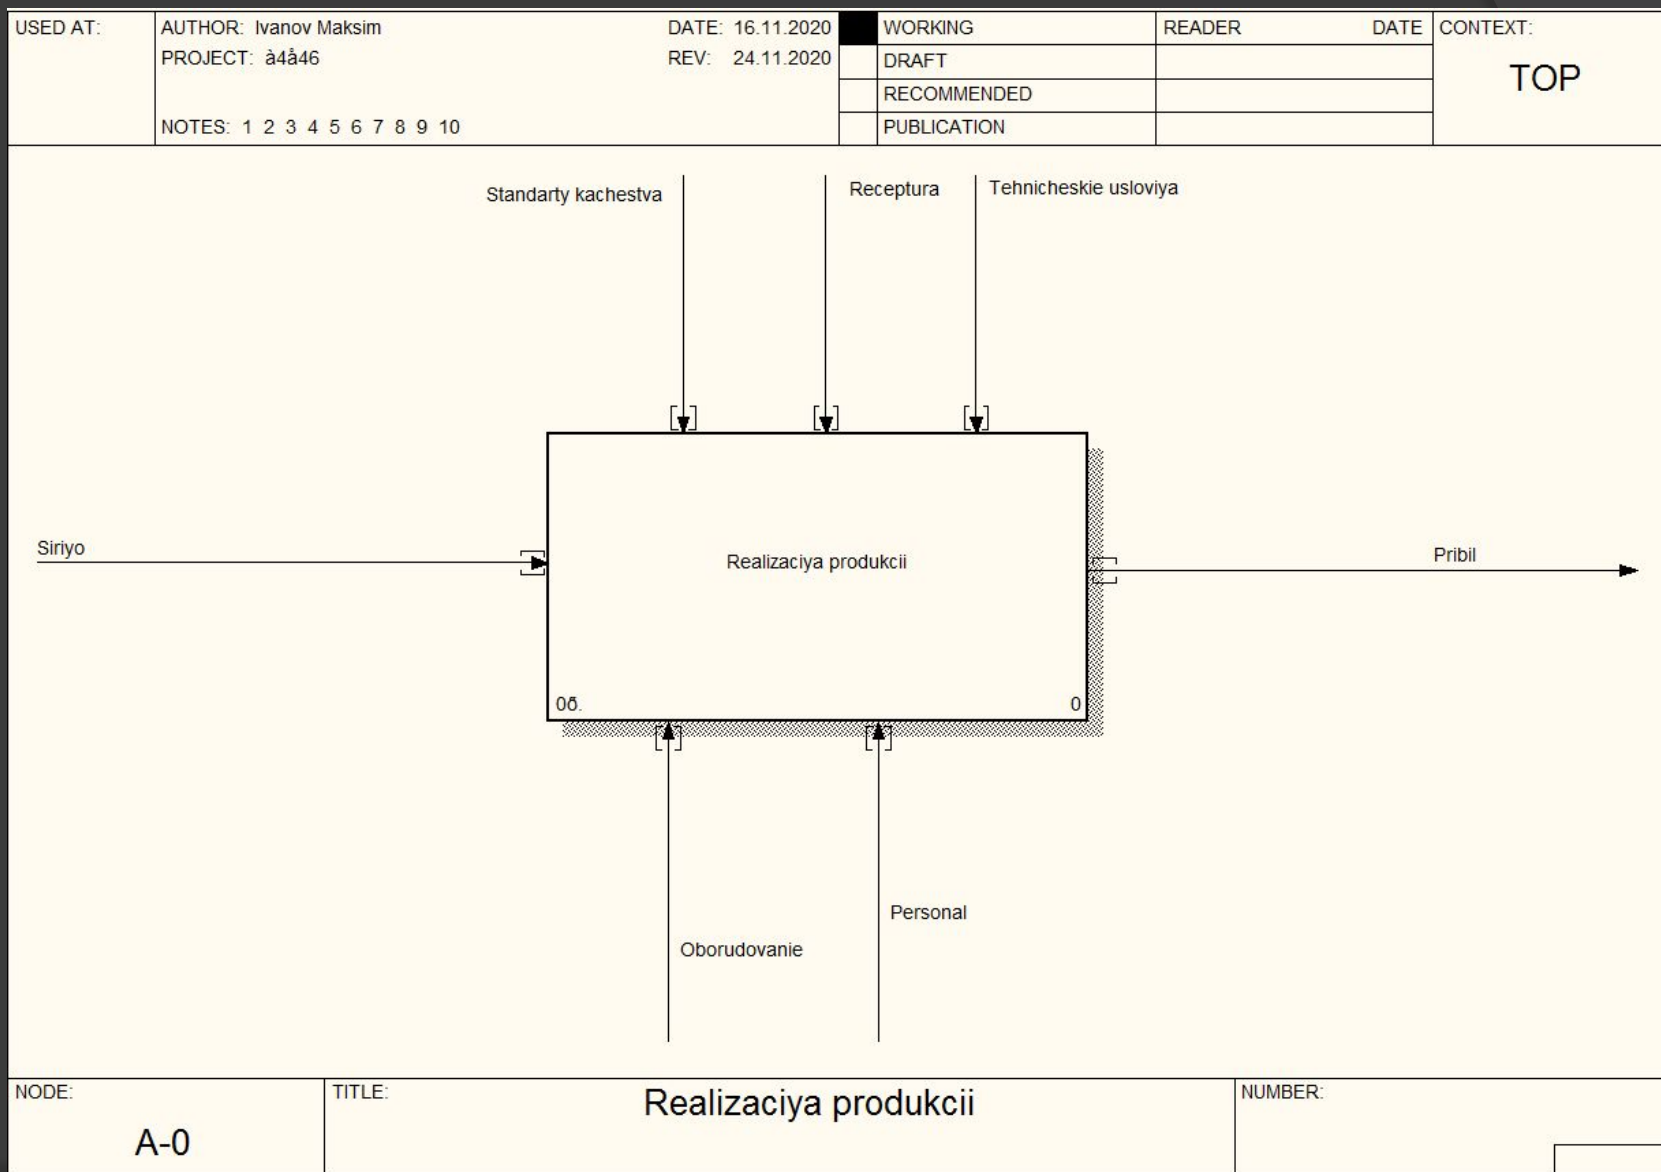 USED AT:
AUTHOR: Ivanov Maksim
DATE: 16.11.2020
PROJECT: à4å46
REV: 24.11.2020
NOTES: 1 2 3 4 5 6 7 8 9 10
WORKING
DRAFT
RECOMMENDED
PUBLICATION
READER DATE
CONTEXT:
TOP
Standarty kachestva
Receptura
Tehnicheskie usloviya
Siriyo
Realizaciya produkcii
Pribil
0õ.
0
Personal
Oborudovanie
NODE:
A-0
TITLE:
Realizaciya produkcii
NUMBER: